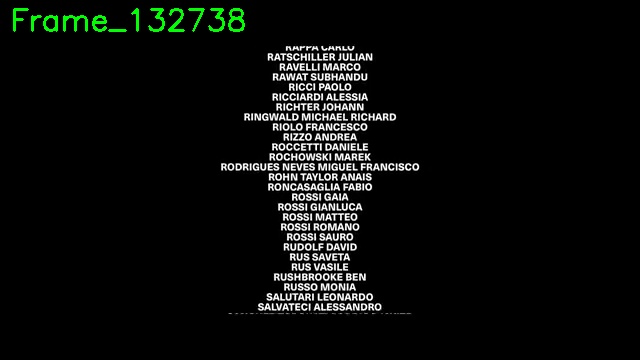 Frame_132738
RAPPA CARLO
RATSCHILLER JULIAN
RAVELLI MARCO
RAWAT SUBHANDU
RICCI PAOLO
RICCIARDI ALESSIA
RICHTER JOHANN
RINGWALD MICHAEL RICHARD
RIOLO FRANCESCO
RIZZO ANDREA
ROCCETTI DANIELE
ROCHOWSKI MAREK
RODRIGUES NEVES MIGUEL FRANCISCO
ROHN TAYLOR ANAIS
RONCASAGLIA FABIO
ROSSI GAIA
ROSSI GIANLUCA
ROSSI MATTEO
ROSSI ROMANO
ROSSI SAURO
RUDOLF DAVID
RUS SAVETA
RUS VASILE
RUSHBROOKE BEN
RUSSO MONIA
SALUTARI LEONARDO
SALVATECI ALESSANDRO